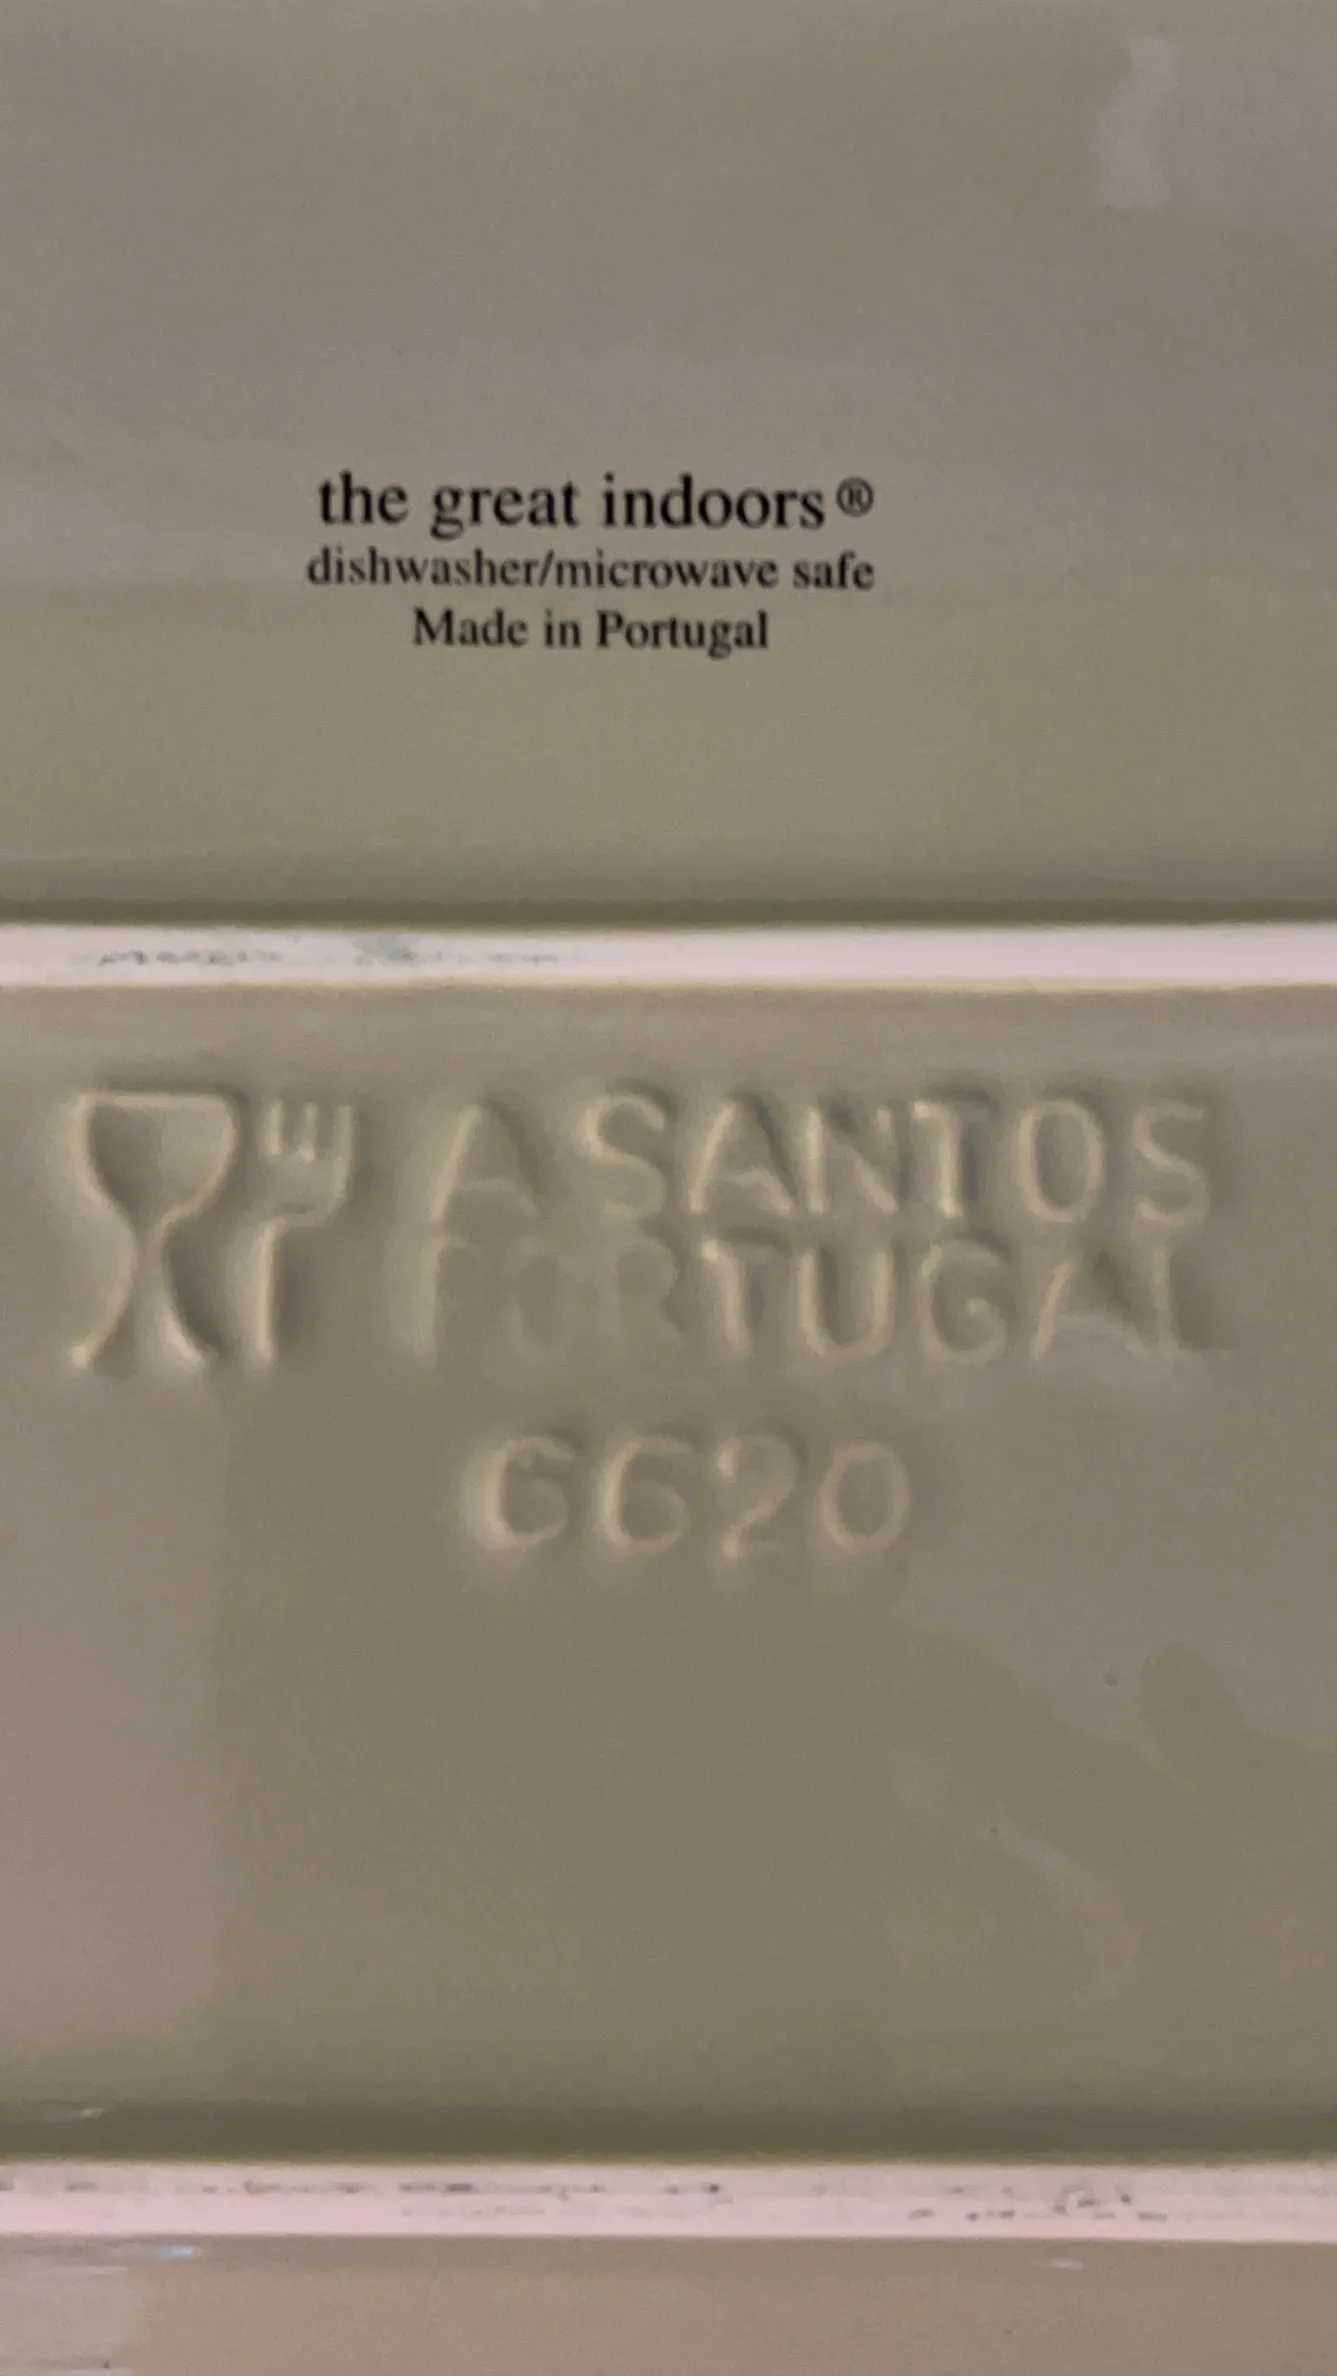 the great indoors®
dishwasher/microwave safe
Made in Portugal
A SANTOS
PORTUGAL
6620